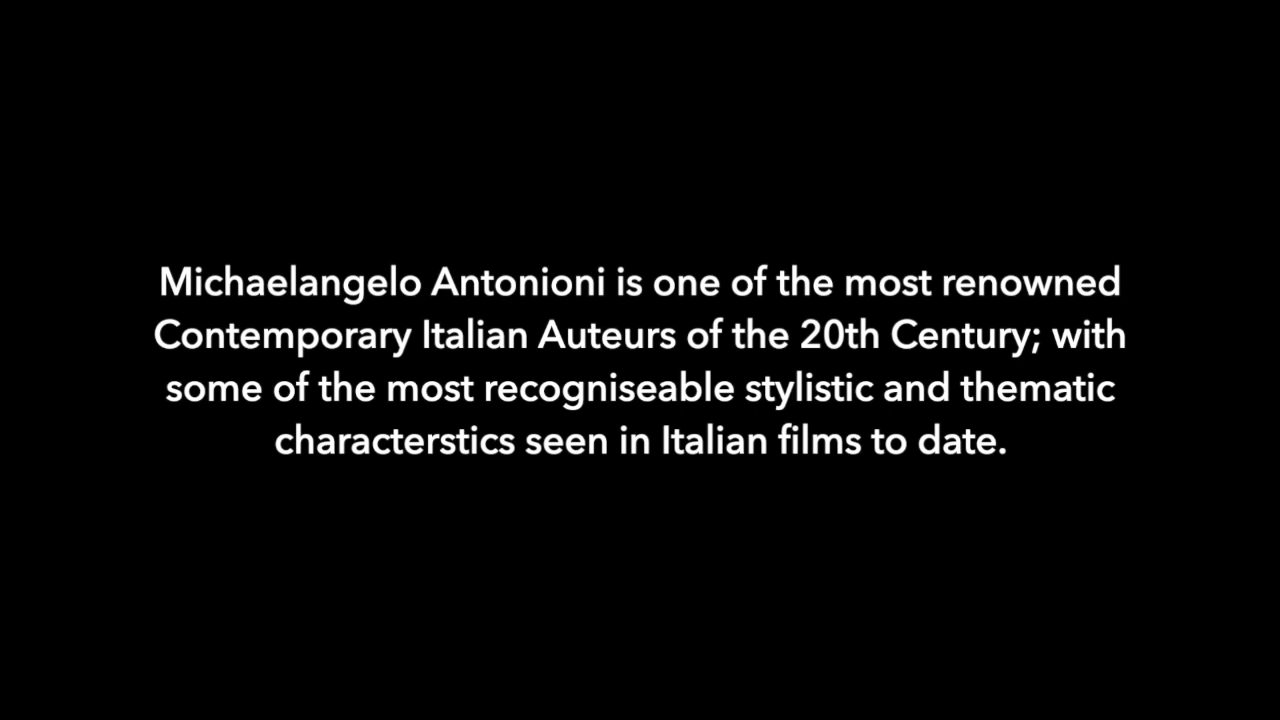 Michaelangelo Antonioni is one of the most renowned
Contemporary Italian Auteurs of the 20th Century; with
some of the most recogniseable stylistic and thematic
characterstics seen in Italian films to date.